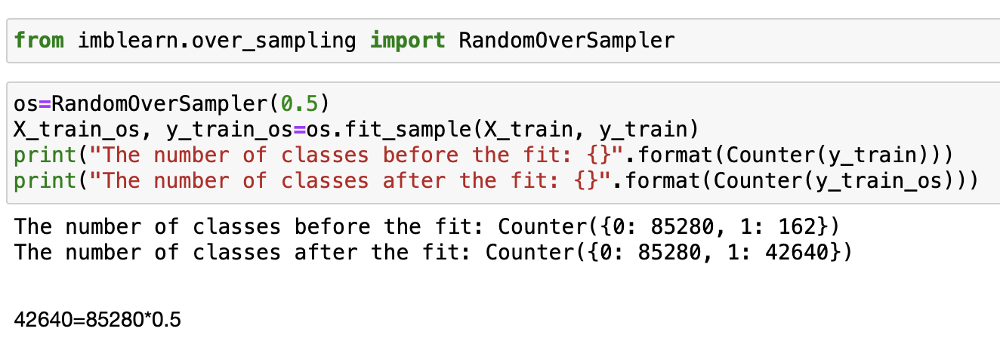 from imblearn.over_sampling import RandomOverSampler
os=RandomOverSampler(0.5)
X_train_os, y_train_os=os.fit_sample(X_train, y_train)
print("The number of classes before the fit: {}".format(Counter(y_train)))
print("The number of classes after the fit: {}".format(Counter(y_train_os)))
The number of classes before the fit: Counter({0: 85280, 1: 162})
The number of classes after the fit: Counter({0: 85280, 1: 42640})
42640=85280*0.5